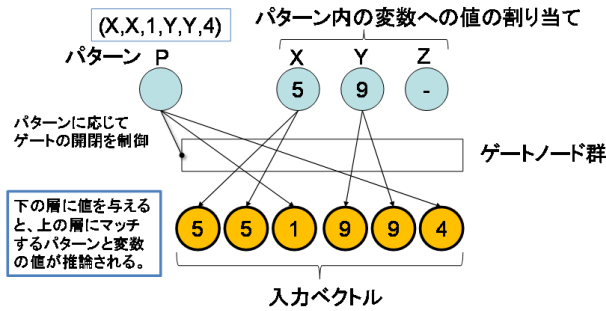 (X,X,1,Y,Y,4)
パターン内の変数への値の割り当て
パターン P
X Y Z
5 9 -
パターンに応じて
ゲートの開閉を制御
ゲートノード群
下の層に値を与える
と、上の層にマッチ
するパターンと変数
の値が推論される。
5 5 1 9 9 4
入力ベクトル